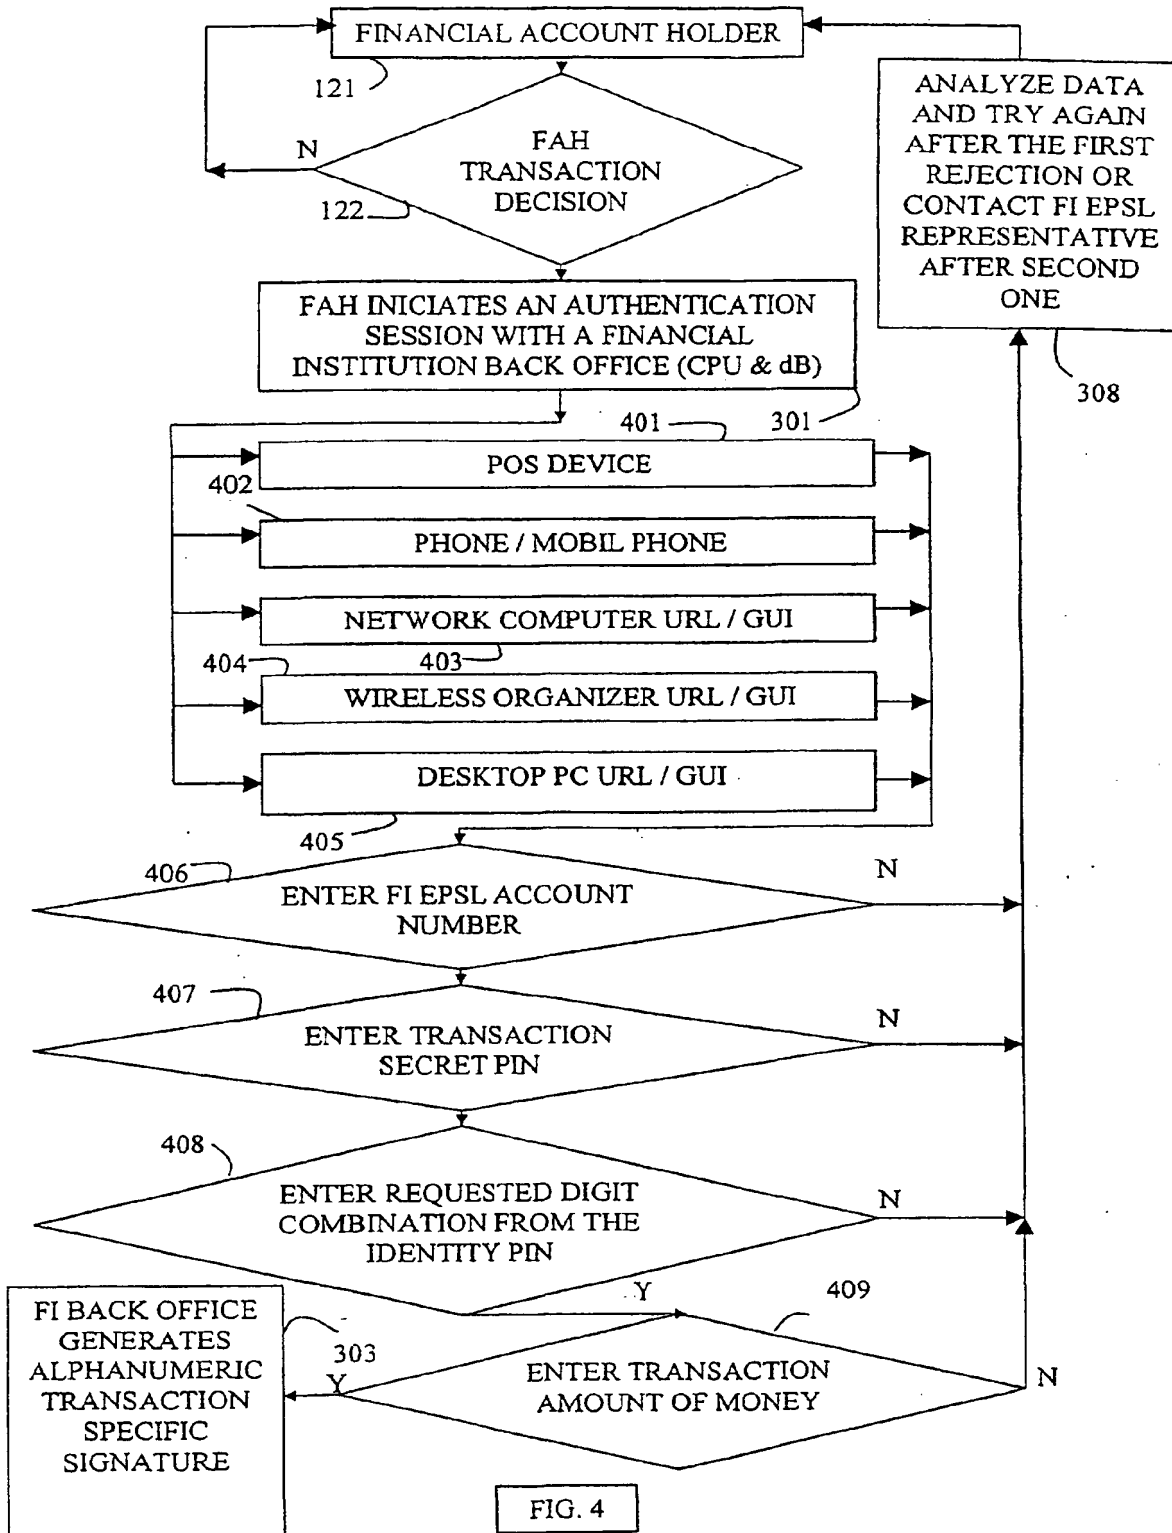 FINANCIAL ACCOUNT HOLDER
121
FAH
TRANSACTION
DECISION
N
122
ANALYZE DATA
AND TRY AGAIN
AFTER THE FIRST
REJECTION OR
CONTACT FI EPSL
REPRESENTATIVE
AFTER SECOND
ONE
308
FAH INICIATES AN AUTHENTICATION
SESSION WITH A FINANCIAL
INSTITUTION BACK OFFICE (CPU & dB)
301
401
POS DEVICE
402
PHONE / MOBIL PHONE
NETWORK COMPUTER URL / GUI
403
404
WIRELESS ORGANIZER URL / GUI
DESKTOP PC URL / GUI
405
406
ENTER FI EPSL ACCOUNT
NUMBER
N
407
ENTER TRANSACTION
SECRET PIN
N
408
ENTER REQUESTED DIGIT
COMBINATION FROM THE
IDENTITY PIN
N
Y
409
ENTER TRANSACTION
AMOUNT OF MONEY
N
Y
303
FI BACK OFFICE
GENERATES
ALPHANUMERIC
TRANSACTION
SPECIFIC
SIGNATURE
FIG. 4